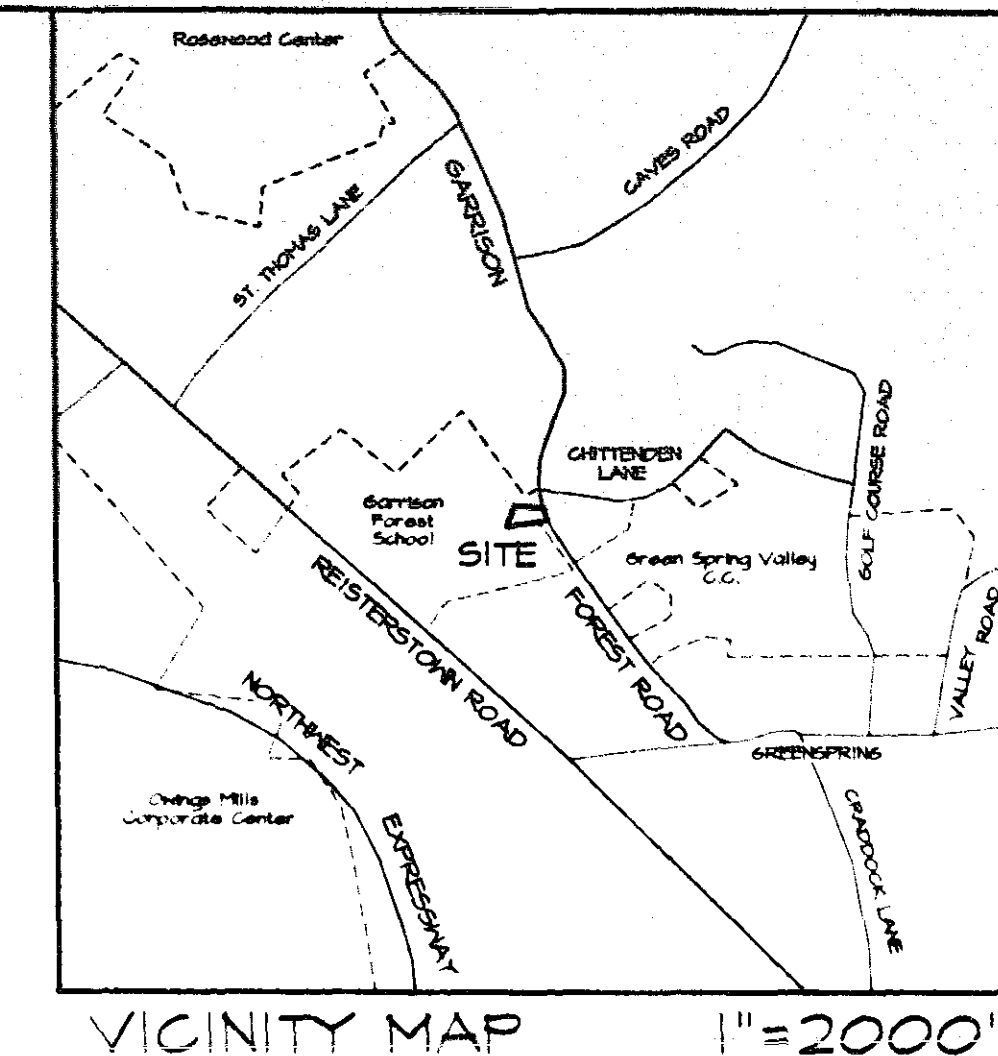 Rosewood Center
CAVES ROAD
GARRISON
ST. THOMAS LANE
GOLF COURSE ROAD
CHITTENDEN
LANE
Garrison
Forest
School
SITE
Green Spring Valley
C.C.
FOREST ROAD
REISTERSTOWN ROAD
VALLEY ROAD
NORTHWEST
EXPRESSWAY
GREENSPRING
Owings Mills
Corporate Center
CRADDOCK LANE
VICINITY MAP 1"=2000'